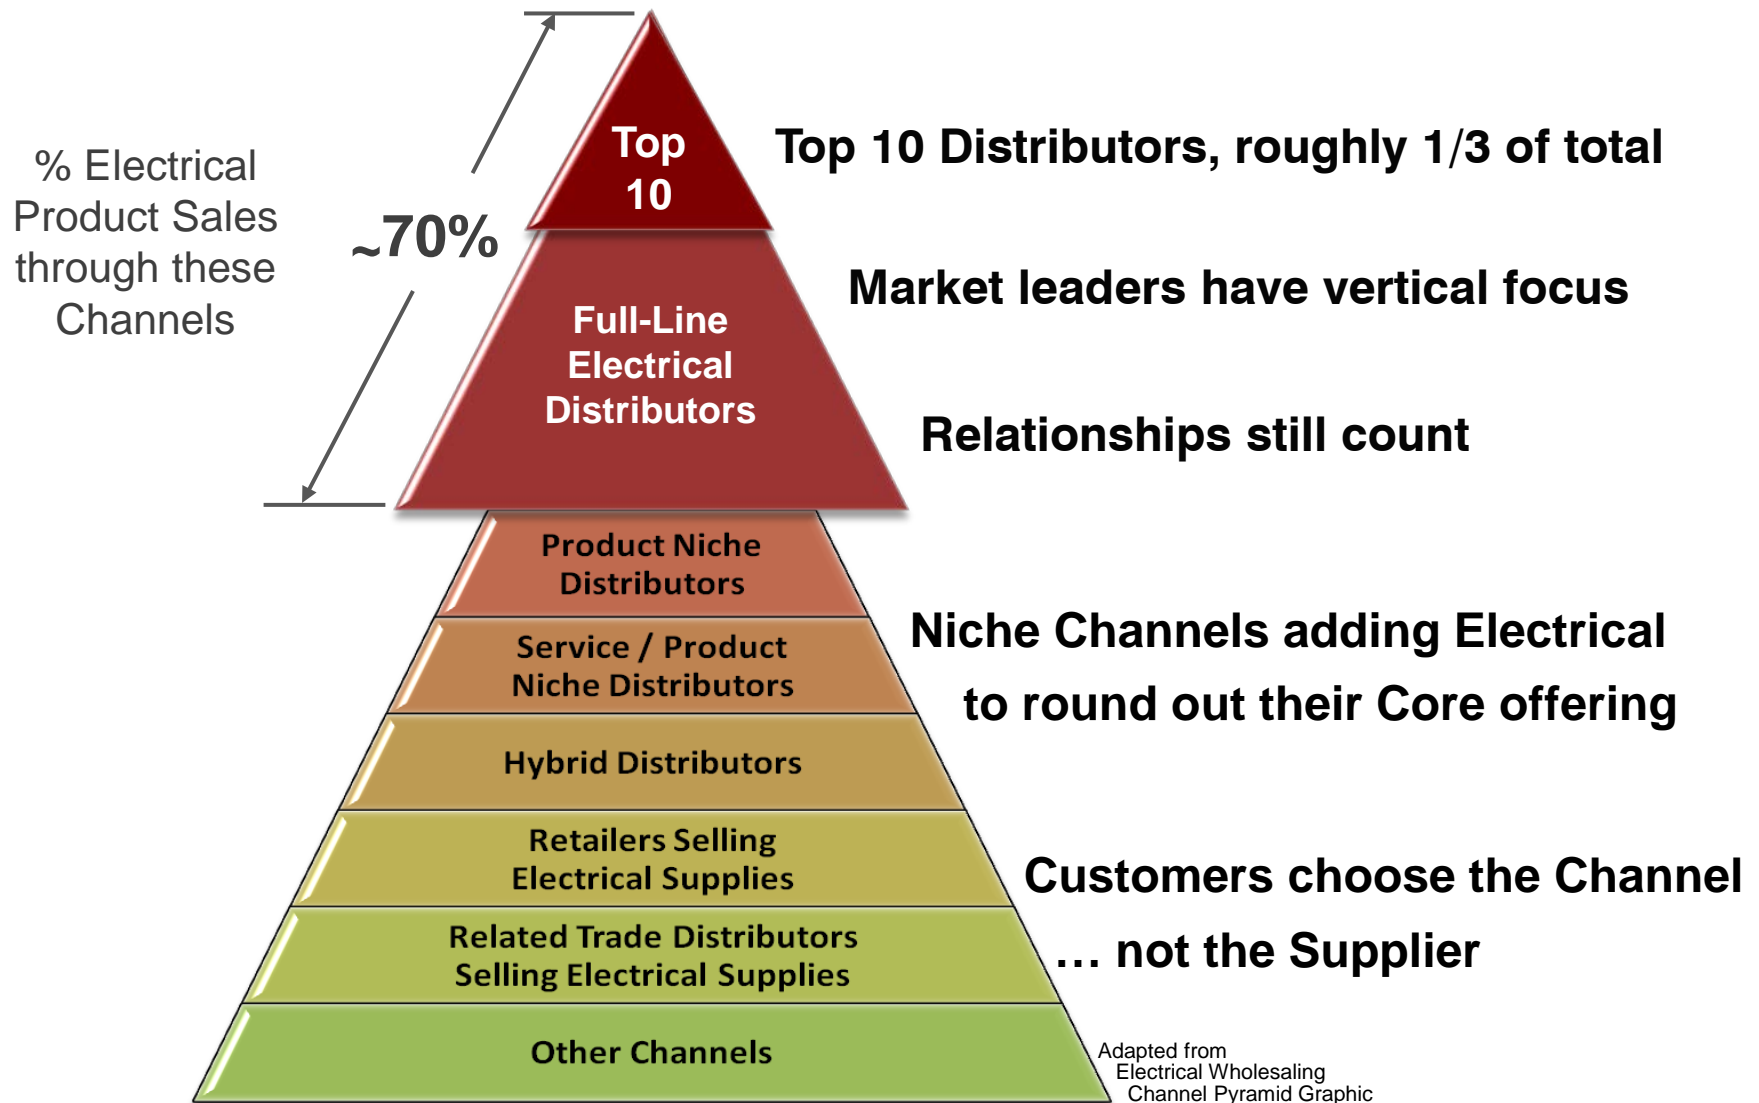 % Electrical
Product Sales
through these
Channels
~70%
Top
10
Top 10 Distributors, roughly 1/3 of total
Full-Line
Electrical
Distributors
Market leaders have vertical focus
Relationships still count
Product Niche
Distributors
Service / Product
Niche Distributors
Niche Channels adding Electrical
to round out their Core offering
Hybrid Distributors
Retailers Selling
Electrical Supplies
Customers choose the Channel
… not the Supplier
Related Trade Distributors
Selling Electrical Supplies
Other Channels
Adapted from
Electrical Wholesaling
Channel Pyramid Graphic